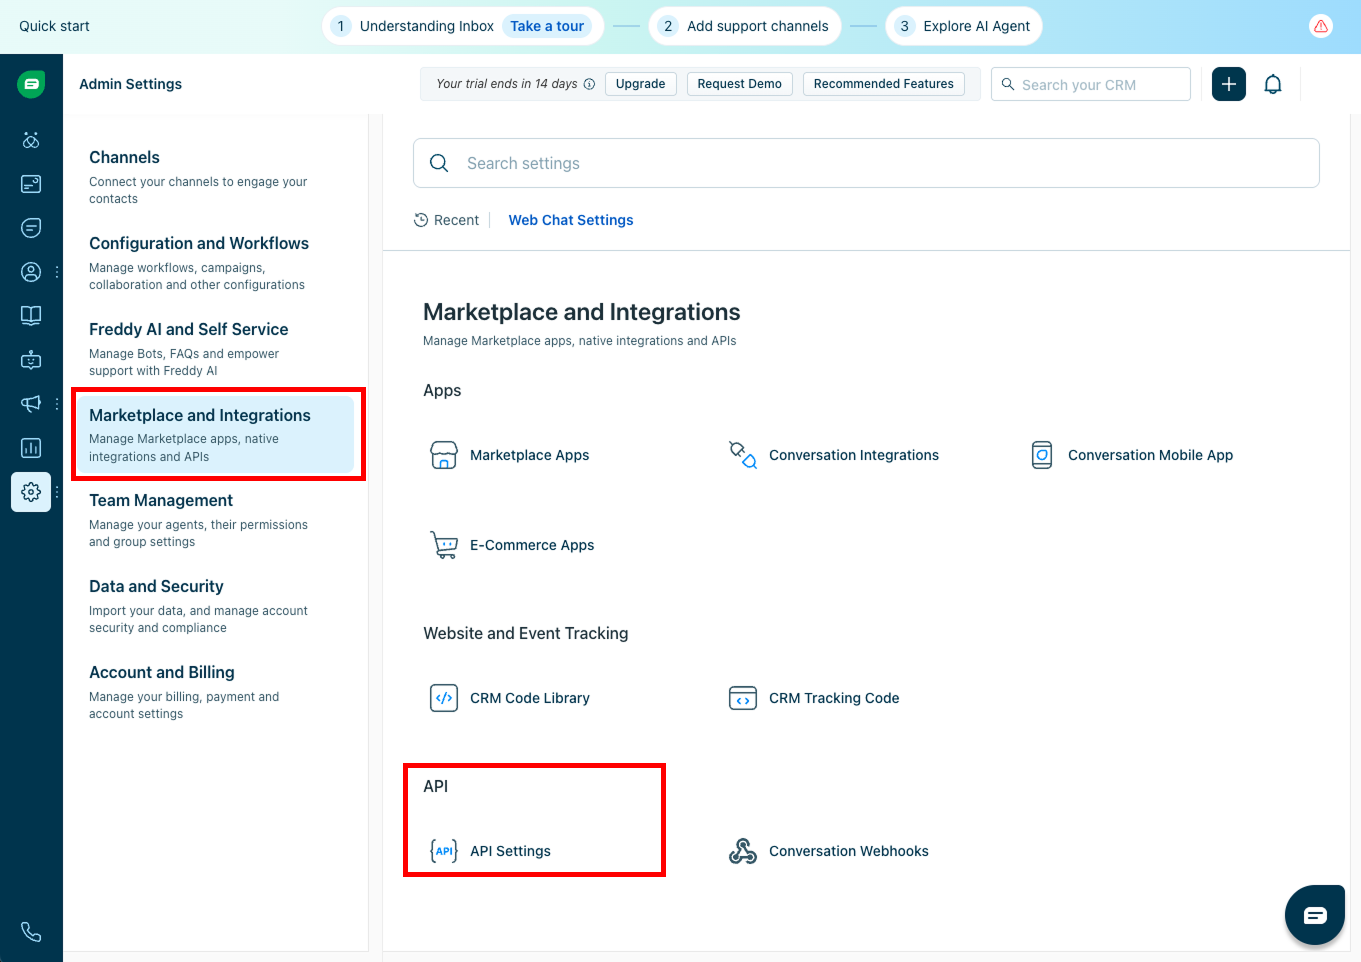 Quick start
1 Understanding Inbox Take a tour
2 Add support channels
3 Explore AI Agent
Admin Settings
Your trial ends in 14 days
Upgrade
Request Demo
Recommended Features
Search your CRM
Channels
Connect your channels to engage your
contacts
Configuration and Workflows
Manage workflows, campaigns,
collaboration and other configurations
Freddy AI and Self Service
Manage Bots, FAQs and empower
support with Freddy AI
Marketplace and Integrations
Manage Marketplace apps, native
integrations and APIs
Team Management
Manage your agents, their permissions
and group settings
Data and Security
Import your data, and manage account
security and compliance
Account and Billing
Manage your billing, payment and
account settings
Search settings
Recent
Web Chat Settings
Marketplace and Integrations
Manage Marketplace apps, native integrations and APIs
Apps
Marketplace Apps
Conversation Integrations
Conversation Mobile App
E-Commerce Apps
Website and Event Tracking
CRM Code Library
CRM Tracking Code
API
API API Settings
Conversation Webhooks